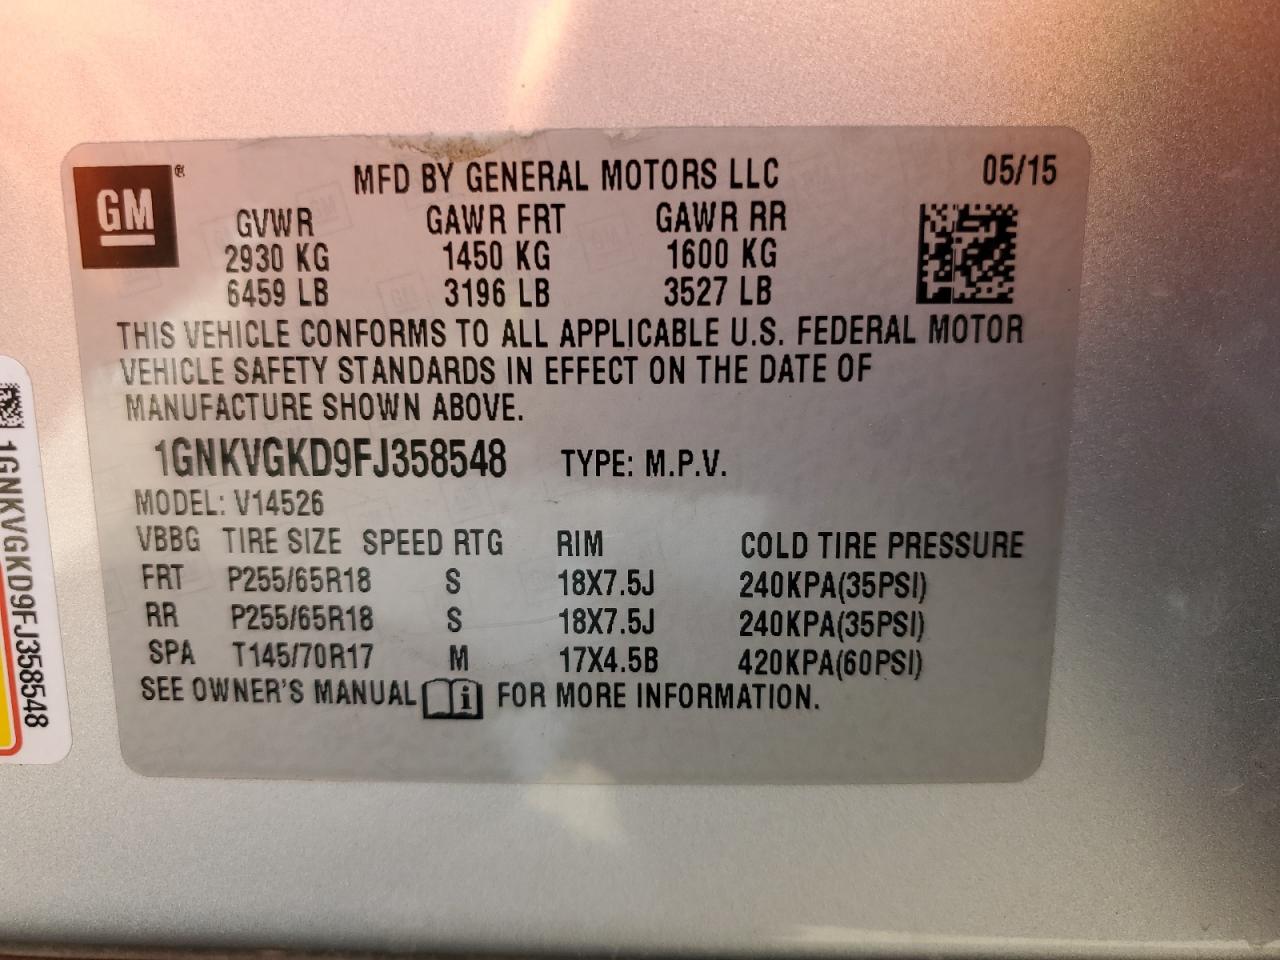 GM ®
MFD BY GENERAL MOTORS LLC 05/15
GVWR GAWR FRT GAWR RR
2930 KG 1450 KG 1600 KG
6459 LB 3196 LB 3527 LB
THIS VEHICLE CONFORMS TO ALL APPLICABLE U.S. FEDERAL MOTOR
VEHICLE SAFETY STANDARDS IN EFFECT ON THE DATE OF
MANUFACTURE SHOWN ABOVE.
1GNKVGKD9FJ358548 TYPE: M.P.V.
MODEL: V14526
VBBG TIRE SIZE SPEED RTG RIM COLD TIRE PRESSURE
FRT P255/65R18 S 18X7.5J 240KPA(35PSI)
RR P255/65R18 S 18X7.5J 240KPA(35PSI)
SPA T145/70R17 M 17X4.5B 420KPA(60PSI)
SEE OWNER'S MANUAL i FOR MORE INFORMATION.
1GNKVGKD9FJ358548